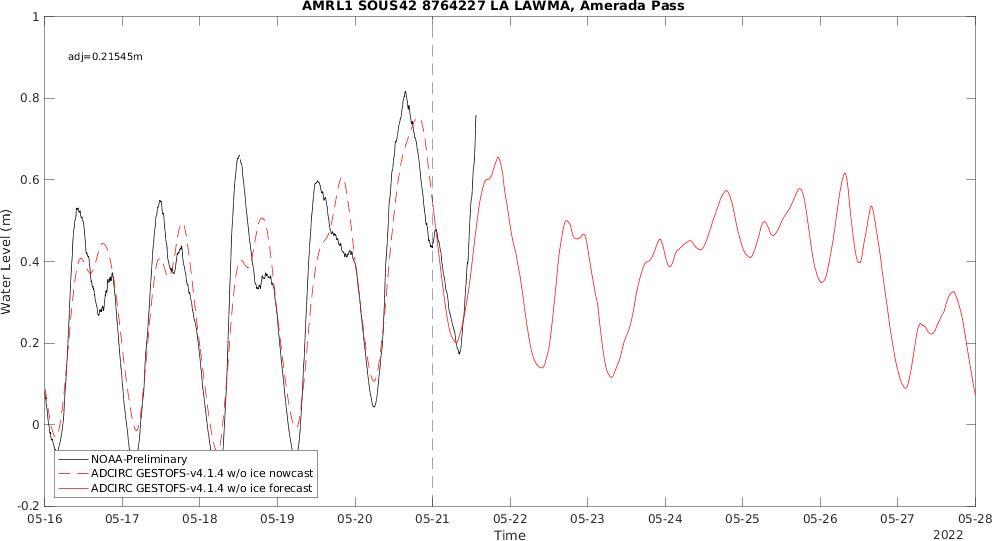 AMRL1 SOUS42 8764227 LA LAWMA, Amerada Pass
1
adj=0.21545m
0.8
0.6
0.4
0.2
0
-0.2
Water Level (m)
NOAA-Preliminary
ADCIRC GESTOFS-v4.1.4 w/o ice nowcast
ADCIRC GESTOFS-v4.1.4 w/o ice forecast
05-16 05-17 05-18 05-19 05-20 05-21 05-22 05-23 05-24 05-25 05-26 05-27 05-28
Time
2022